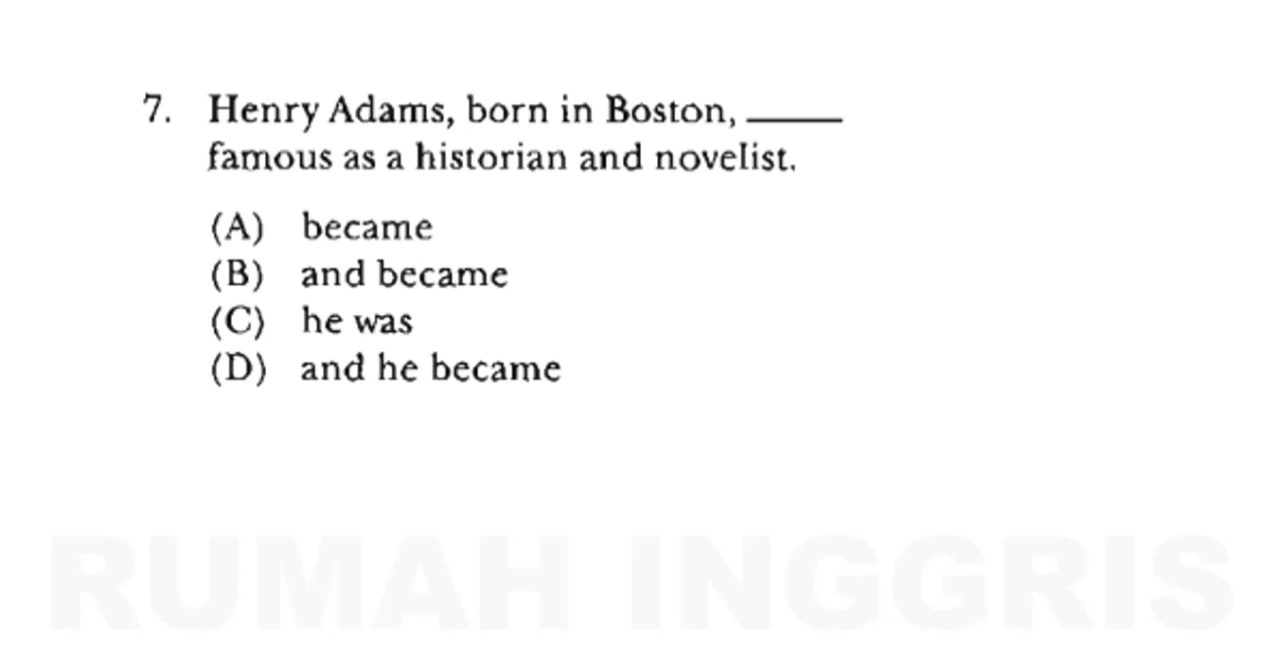 7. Henry Adams, born in Boston, ____
famous as a historian and novelist.
(A) became
(B) and became
(C) he was
(D) and he became
RUMAH INGGRIS